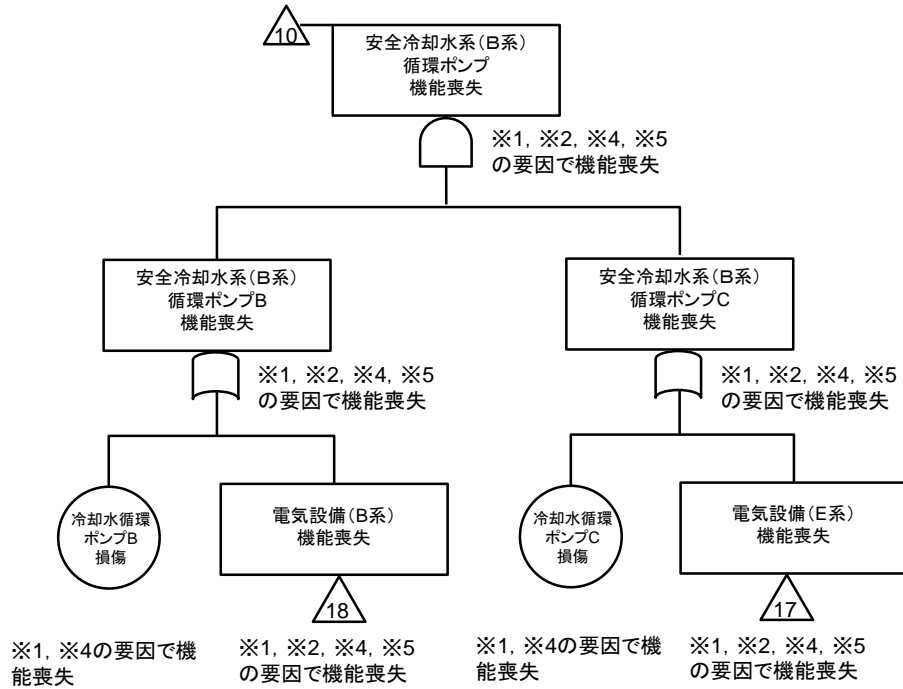 10
安全冷却水系(B系)
循環ポンプ
機能喪失
※1, ※2, ※4, ※5
の要因で機能喪失
安全冷却水系(B系)
循環ポンプB
機能喪失
安全冷却水系(B系)
循環ポンプC
機能喪失
※1, ※2, ※4, ※5
の要因で機能喪失
※1, ※2, ※4, ※5
の要因で機能喪失
冷却水循環
ポンプB
損傷
電気設備(B系)
機能喪失
冷却水循環
ポンプC
損傷
電気設備(E系)
機能喪失
18
17
※1, ※4の要因で機
能喪失
※1, ※2, ※4, ※5
の要因で機能喪失
※1, ※4の要因で機
能喪失
※1, ※2, ※4, ※5
の要因で機能喪失